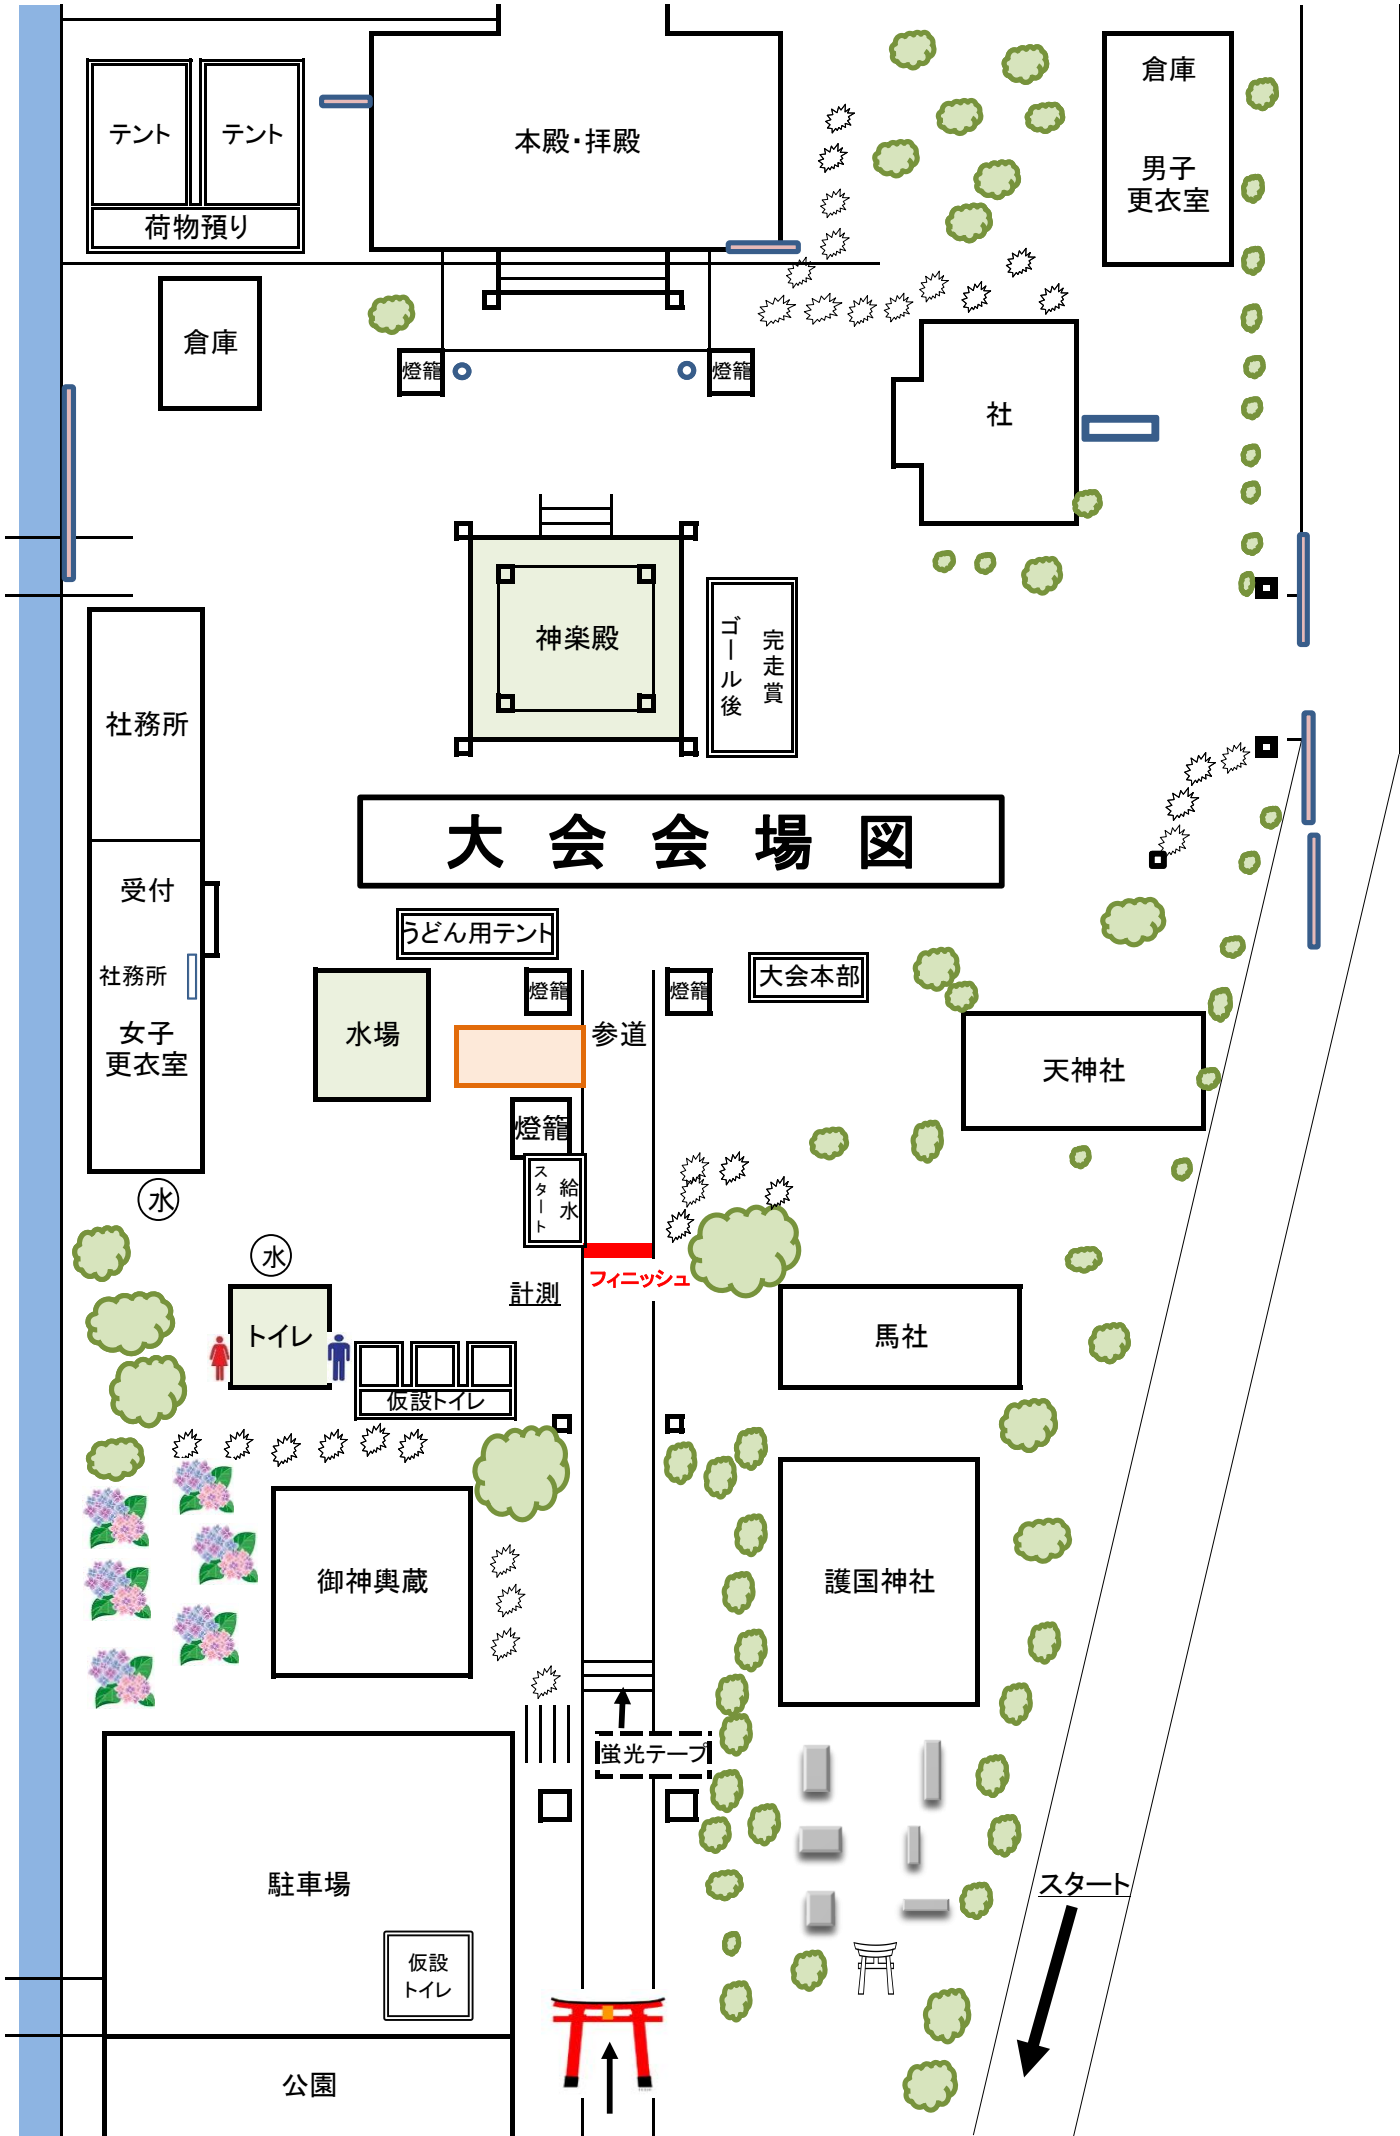 倉庫
テント
テント
本殿・拝殿
男子
更衣室
荷物預り
倉庫
燈籠
燈籠
社
神楽殿
完走賞
ゴール後
社務所
大会会場図
受付
うどん用テント
社務所
大会本部
燈籠
燈籠
水場
参道
女子
更衣室
天神社
燈籠
給水
スタート
水
水
フィニッシュ
計測
トイレ
馬社
仮設トイレ
御神輿蔵
護国神社
蛍光テープ
駐車場
スタート
仮設
トイレ
公園